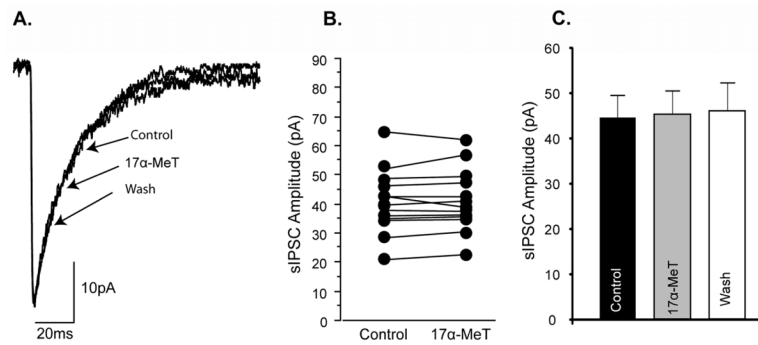 A.
Control
17α-MeT
Wash
10pA
20ms
B.
sIPSC Amplitude (pA)
90
80
70
60
50
40
30
20
10
0
Control 17α-MeT
C.
sIPSC Amplitude (pA)
60
50
40
30
20
10
0
Control
17α-MeT
Wash